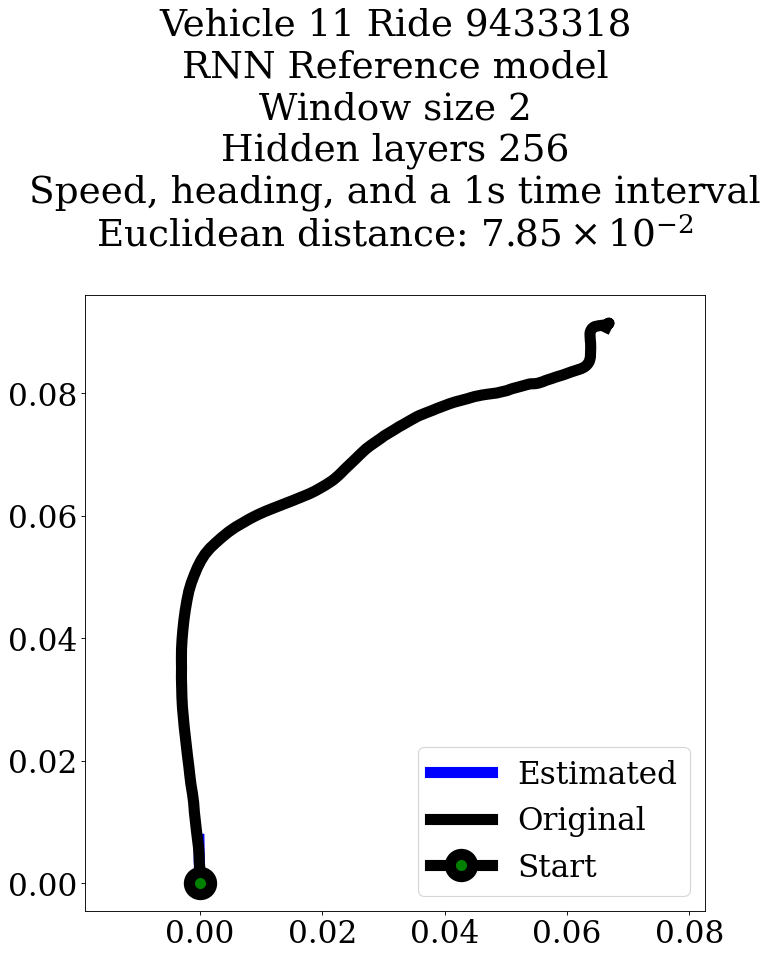 Vehicle 11 Ride 9433318
RNN Reference model
Window size 2
Hidden layers 256
Speed, heading, and a 1s time interval
Euclidean distance: 7.85 × 10⁻²
0.08
0.06
0.04
0.02
0.00
Estimated
Original
Start
0.00 0.02 0.04 0.06 0.08